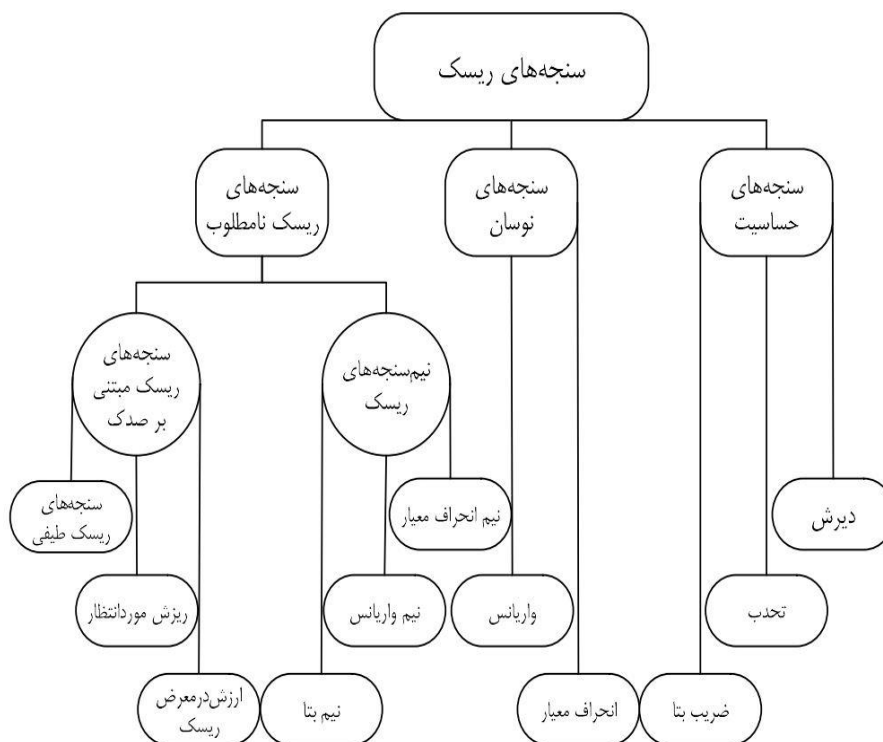 سنجه‌های ریسک
سنجه‌های
حساسیت
سنجه‌های
نوسان
سنجه‌های
ریسک نامطلوب
نیم‌سنجه‌های
ریسک
سنجه‌های
ریسک مبتنی
بر صدک
دیرش
نیم انحراف معیار
سنجه‌های
ریسک طیفی
تحدب
واریانس
نیم واریانس
ریزش موردانتظار
ضریب بتا
انحراف معیار
نیم بتا
ارزش‌درمعرض
ریسک